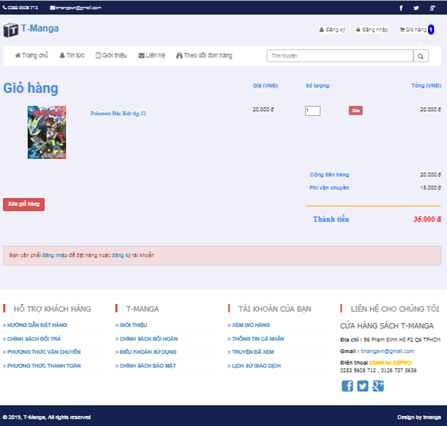 0283 9608 712 tmangavn@gmail.com
T-Manga
Đăng ký Đăng nhập Giỏ hàng 1
Trang chủ Tin tức Giới thiệu Liên hệ Theo dõi đơn hàng Tìm truyện
Giỏ hàng Giá (VNĐ) Số lượng Tổng (VNĐ)
Pokemon Đặc Biệt tập 52 20.000 đ 1 Xóa 20.000 đ
Cộng tiền hàng 20.000 đ
Phí vận chuyển 15.000 đ
Xóa giỏ hàng
Thành tiền 35.000 đ
Bạn cần phải đăng nhập để đặt hàng hoặc đăng ký tài khoản
HỖ TRỢ KHÁCH HÀNG T-MANGA TÀI KHOẢN CỦA BẠN LIÊN HỆ CHO CHÚNG TÔI
> HƯỚNG DẪN ĐẶT HÀNG > GIỚI THIỆU > XEM GIỎ HÀNG CỬA HÀNG SÁCH T-MANGA
> CHÍNH SÁCH ĐỔI TRẢ > CHÍNH SÁCH ĐỔI HOÀN > THÔNG TIN CÁ NHÂN Địa chỉ : 96 Phạm Đình Hổ P2 Q6 TPHCM
> PHƯƠNG THỨC VẬN CHUYỂN > ĐIỀU KHOẢN SỬ DỤNG > TRUYỆN ĐÃ XEM Gmail : tmangavn@gmail.com
> PHƯƠNG THỨC THANH TOÁN > CHÍNH SÁCH BẢO MẬT > LỊCH SỬ GIAO DỊCH Điện thoại (8AM to 10PM):
0283 9608 712 , 0126 737 3636
© 2019, T-Manga, All rights reserved Design by tmanga